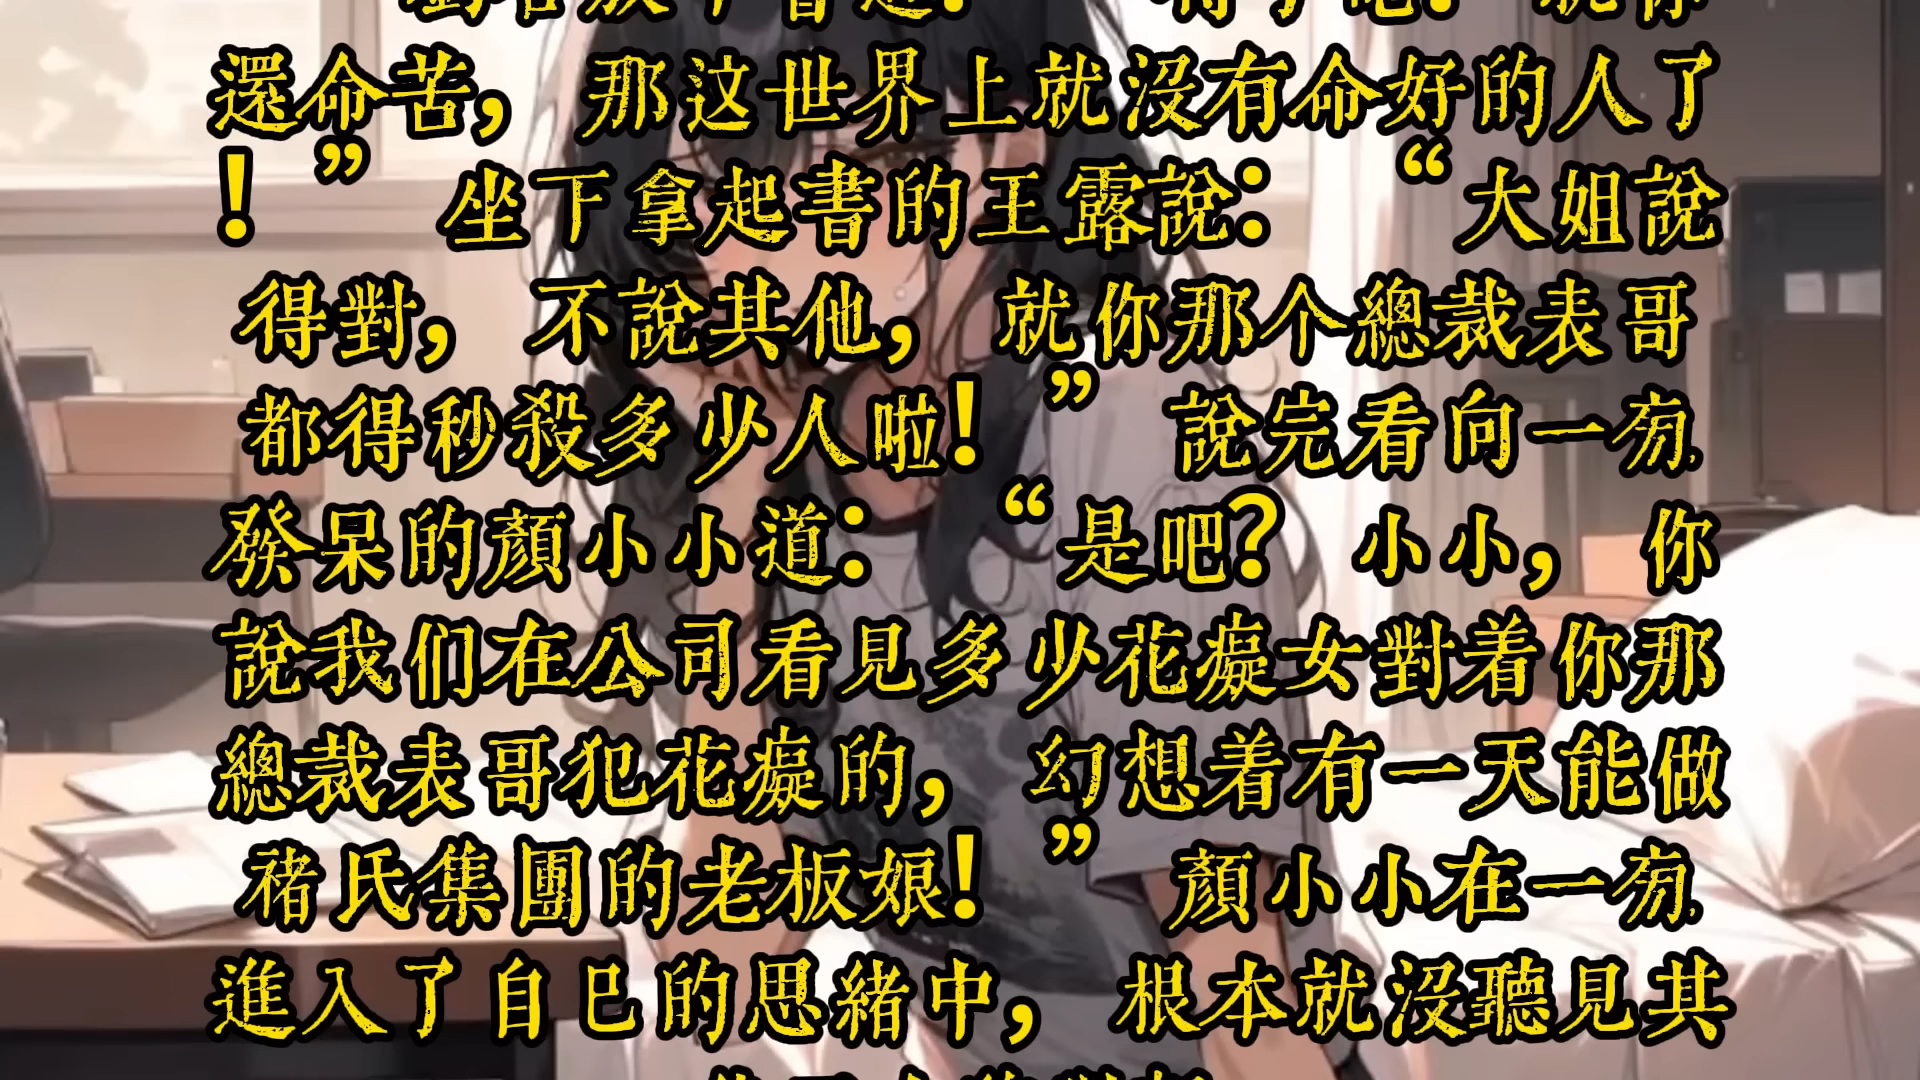 還命苦，那这世界上就沒有命好的人了
！”坐下拿起書的王露說：“大姐說
得對，不說其他，就你那个總裁表哥
都得秒殺多少人啦！”說完看向一旁
發呆的顏小小道：“是吧？小小，你
說我们在公司看見多少花癡女對着你那
總裁表哥犯花癡的，幻想着有一天能做
褚氏集團的老板娘！”顏小小在一旁
進入了自已的思緒中，根本就沒聽見其